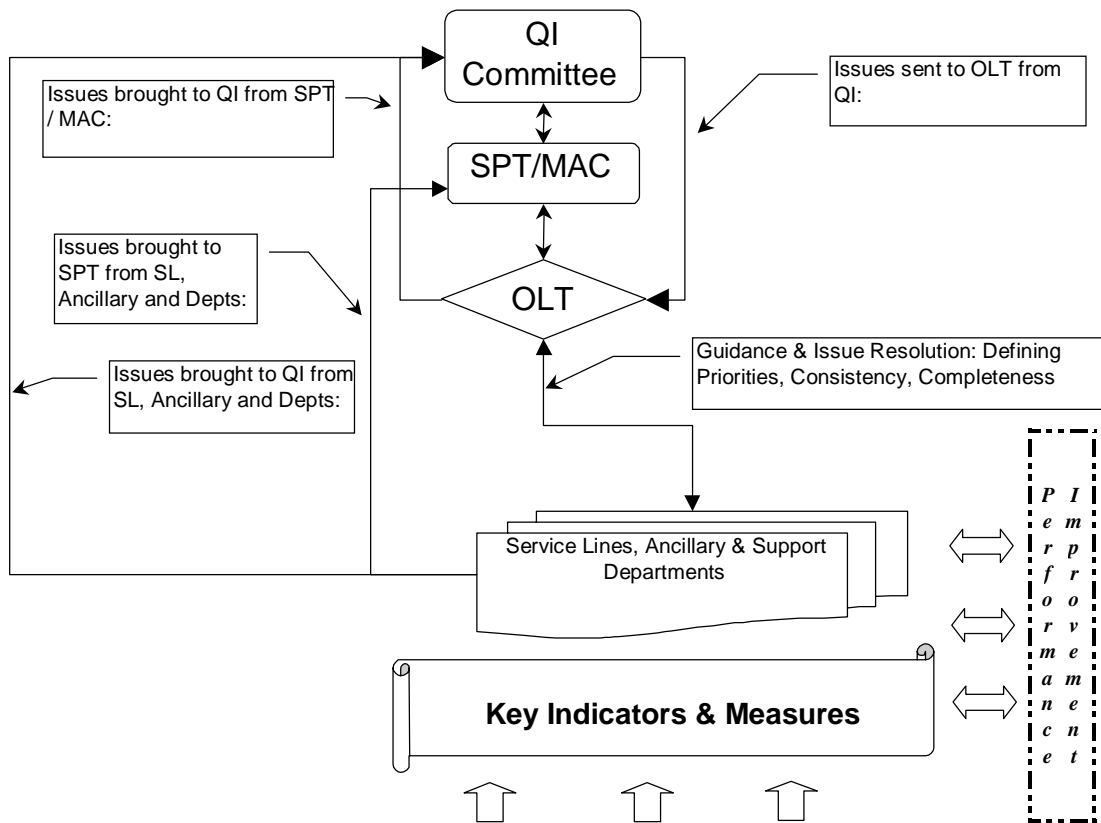 QI
Committee
Issues sent to OLT from
QI:
Issues brought to QI from SPT
/ MAC:
SPT/MAC
Issues brought to
SPT from SL,
Ancillary and Depts:
OLT
Guidance & Issue Resolution: Defining
Priorities, Consistency, Completeness
Issues brought to QI from
SL, Ancillary and Depts:
Service Lines, Ancillary & Support
Departments
Performance
Improvement
Key Indicators & Measures